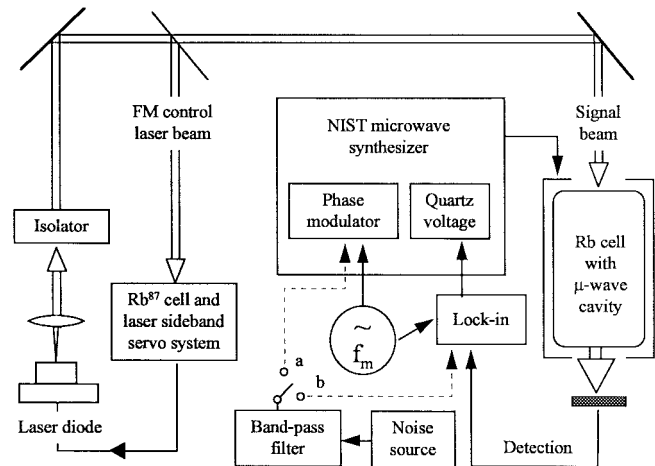 FM control
laser beam
NIST microwave
synthesizer
Signal
beam
Phase
modulator
Quartz
voltage
Isolator
Rb cell
with
μ-wave
cavity
Rb87 cell and
laser sideband
servo system
~
fm
Lock-in
a
b
Laser diode
Band-pass
filter
Noise
source
Detection